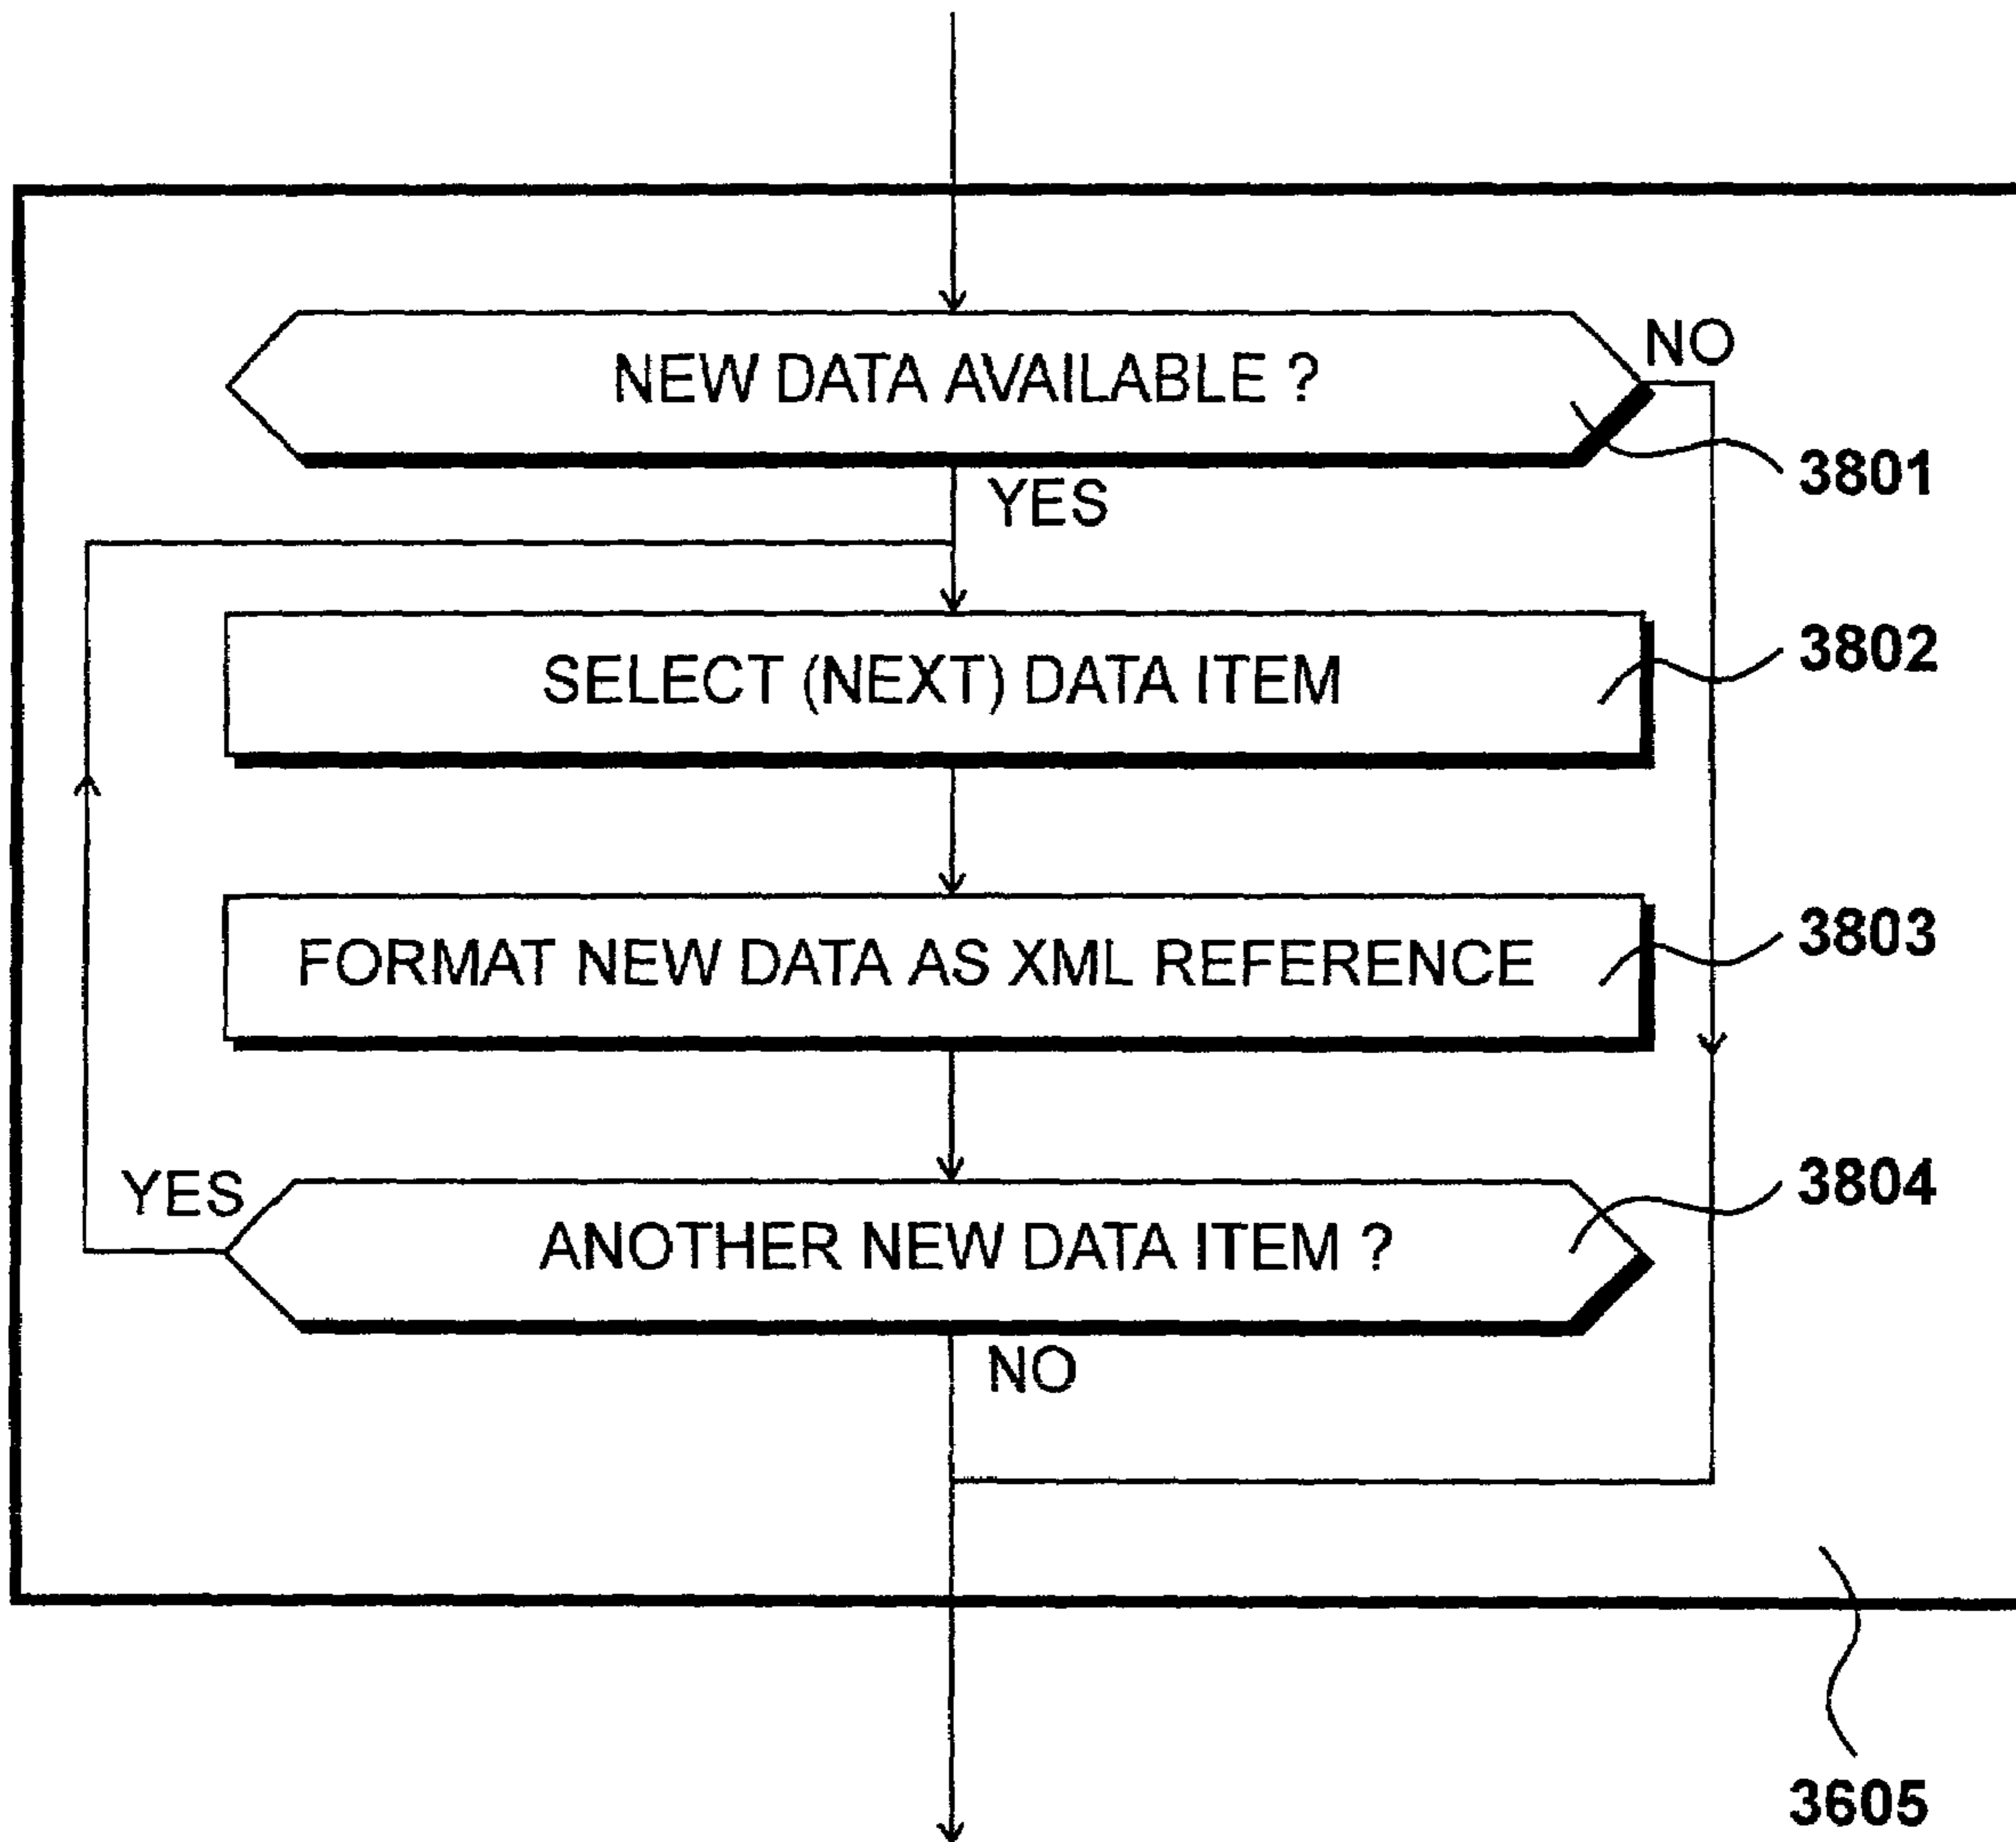 NEW DATA AVAILABLE ?
NO
3801
YES
SELECT (NEXT) DATA ITEM
3802
FORMAT NEW DATA AS XML REFERENCE
3803
YES
ANOTHER NEW DATA ITEM ?
3804
NO
3605